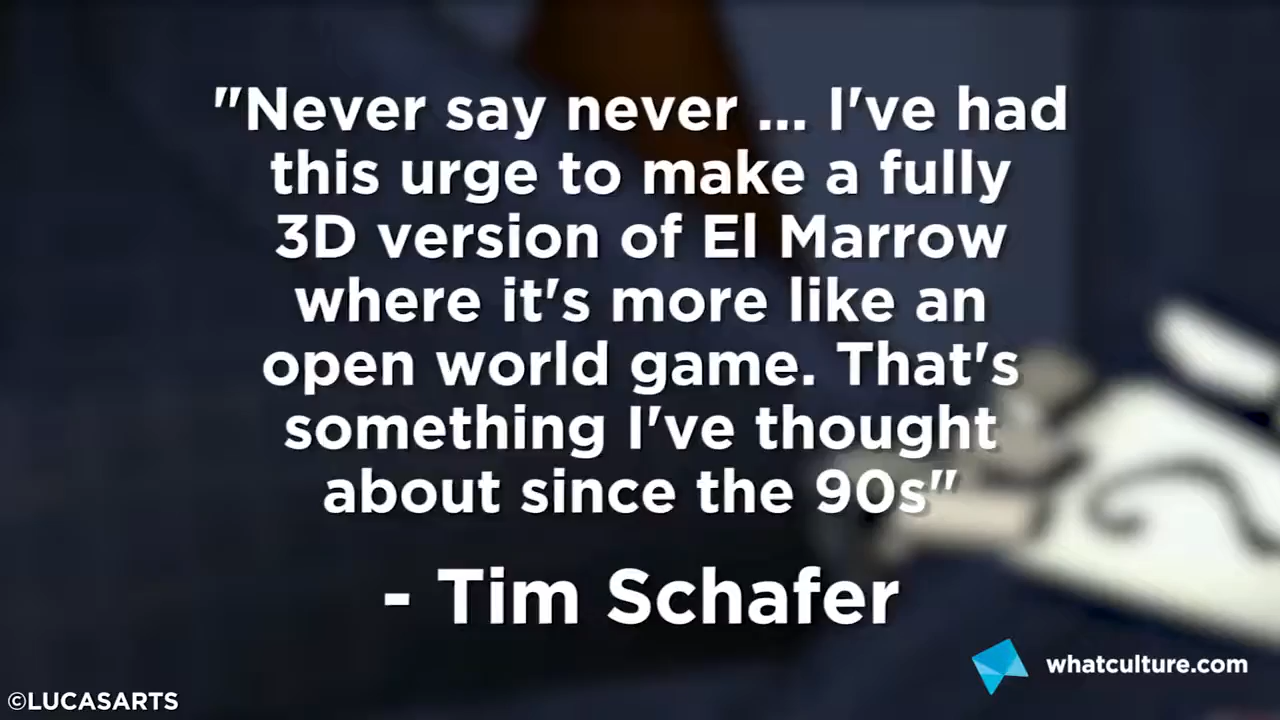 "Never say never ... I've had
this urge to make a fully
3D version of El Marrow
where it's more like an
open world game. That's
something I've thought
about since the 90s"
- Tim Schafer
whatculture.com
©LUCASARTS